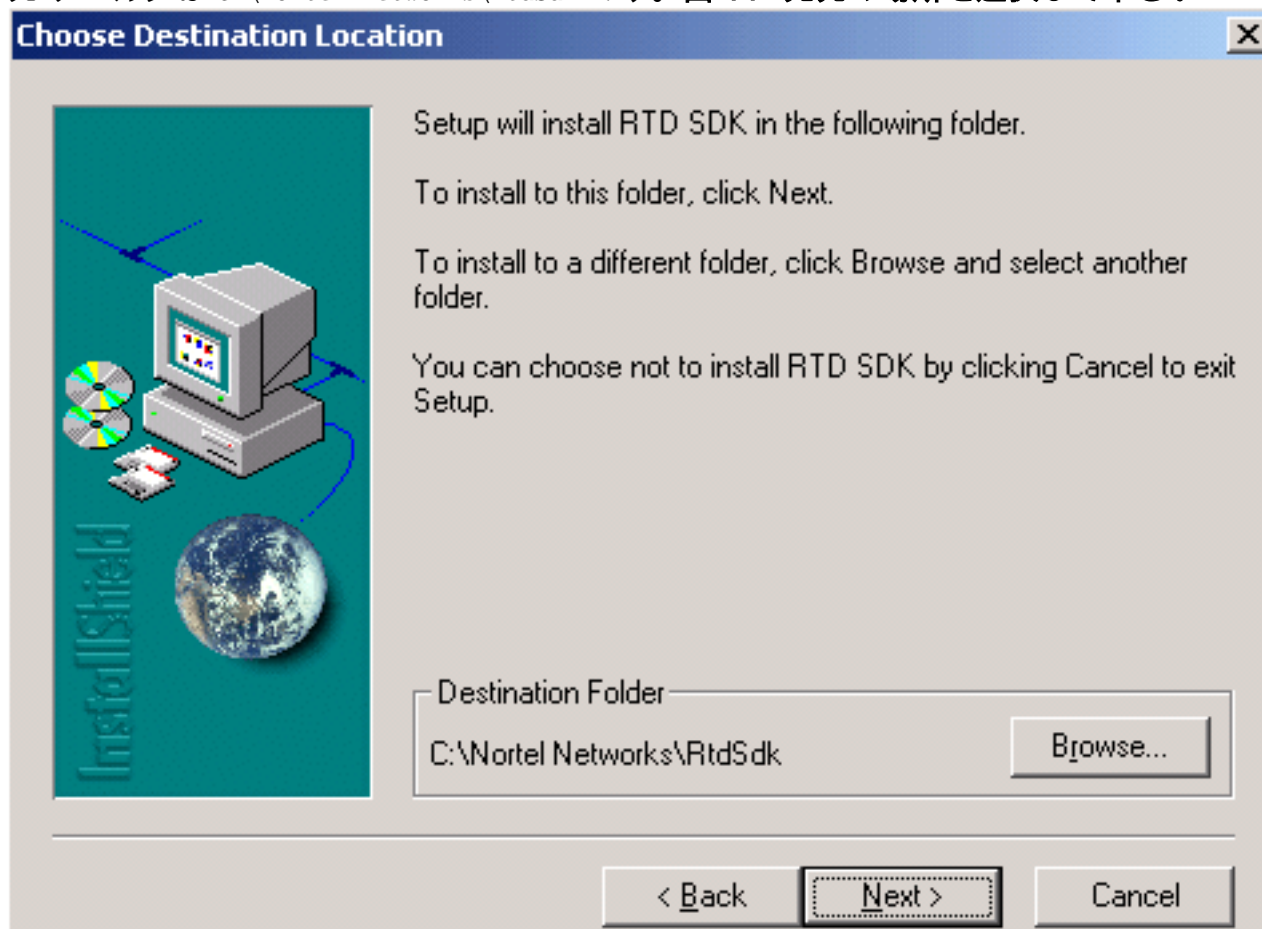 Choose Destination Location
Setup will install RTD SDK in the following folder.
To install to this folder, click Next.
To install to a different folder, click Browse and select another
folder.
You can choose not to install RTD SDK by clicking Cancel to exit
Setup.
InstallShield
Destination Folder
C:\Nortel Networks\RtdSdk
Browse...
< Back
Next >
Cancel